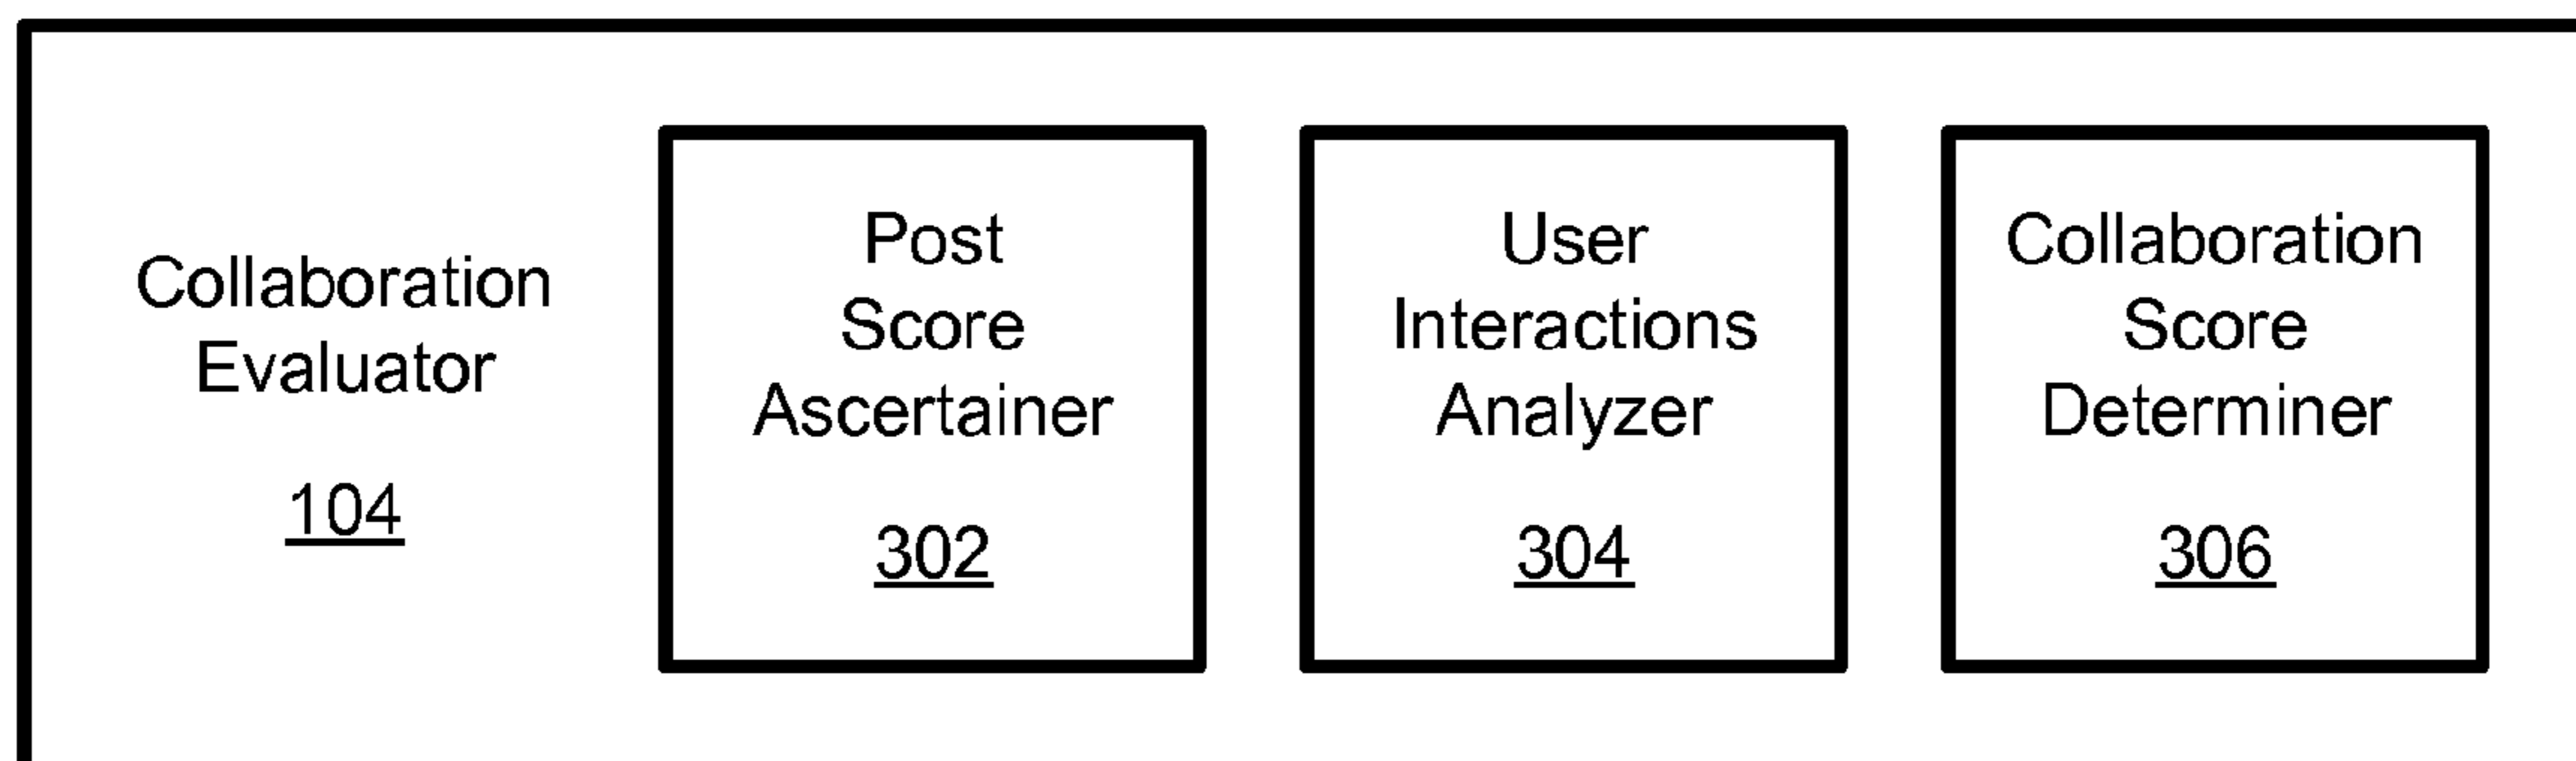 Collaboration
Evaluator
104
Post
Score
Ascertainer
302
User
Interactions
Analyzer
304
Collaboration
Score
Determiner
306